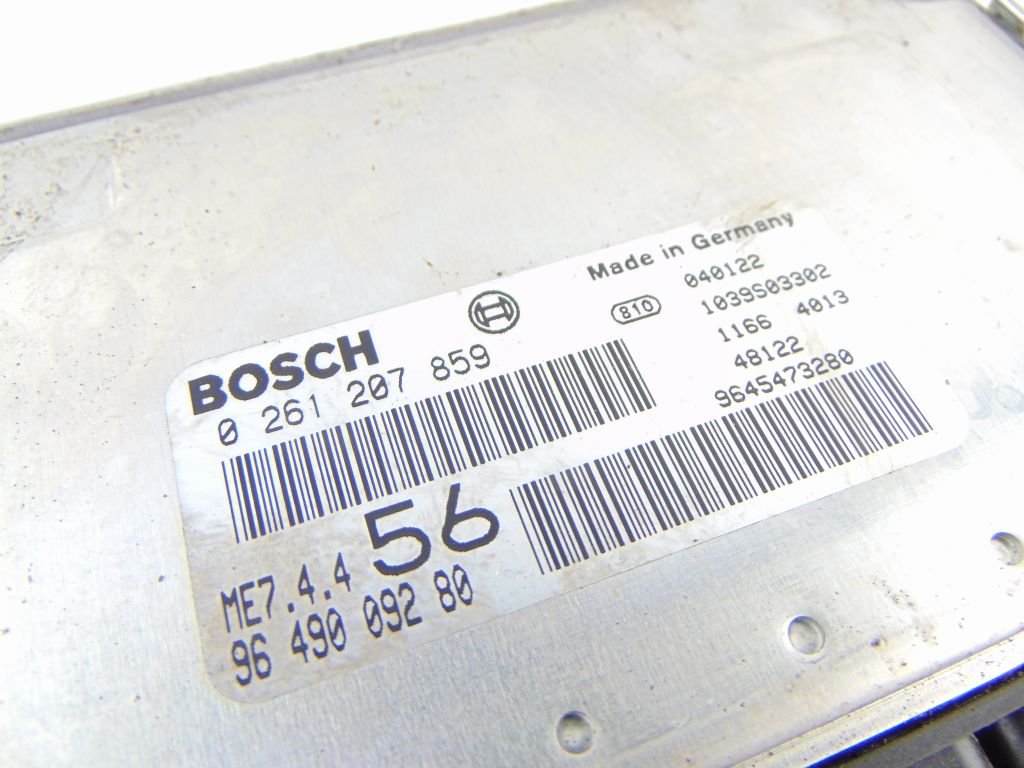 Made in Germany
BOSCH
810
040122
0 261 207 859
1039S03302
1166 4013
48122
9645473280
56
ME7.4.4
96 490 092 80